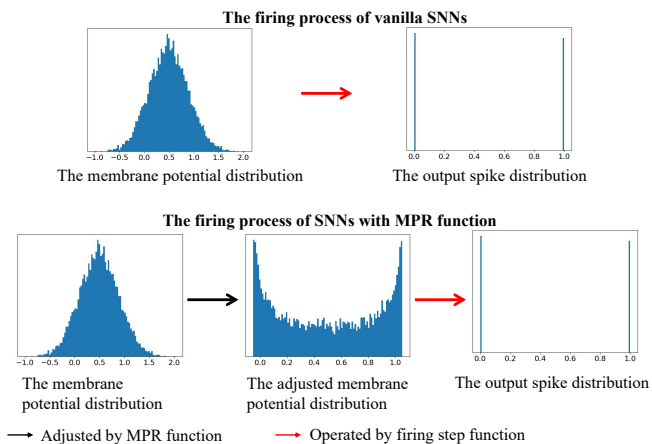 The firing process of vanilla SNNs
−1.0 −0.5 0.0 0.5 1.0 1.5 2.0
0.0 0.2 0.4 0.6 0.8 1.0
The membrane potential distribution
The output spike distribution
The firing process of SNNs with MPR function
−1.0 −0.5 0.0 0.5 1.0 1.5 2.0
0.0 0.2 0.4 0.6 0.8 1.0
0.0 0.2 0.4 0.6 0.8 1.0
The membrane
potential distribution
The adjusted membrane
potential distribution
The output spike distribution
Adjusted by MPR function
Operated by firing step function